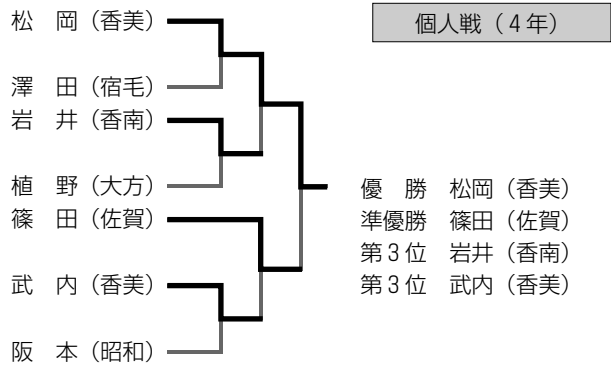 個人戦（４年）
松　岡（香美）
澤　田（宿毛）
岩　井（香南）
植　野（大方）
篠　田（佐賀）
武　内（香美）
阪　本（昭和）
優　勝　松岡（香美）
準優勝　篠田（佐賀）
第３位　岩井（香南）
第３位　武内（香美）